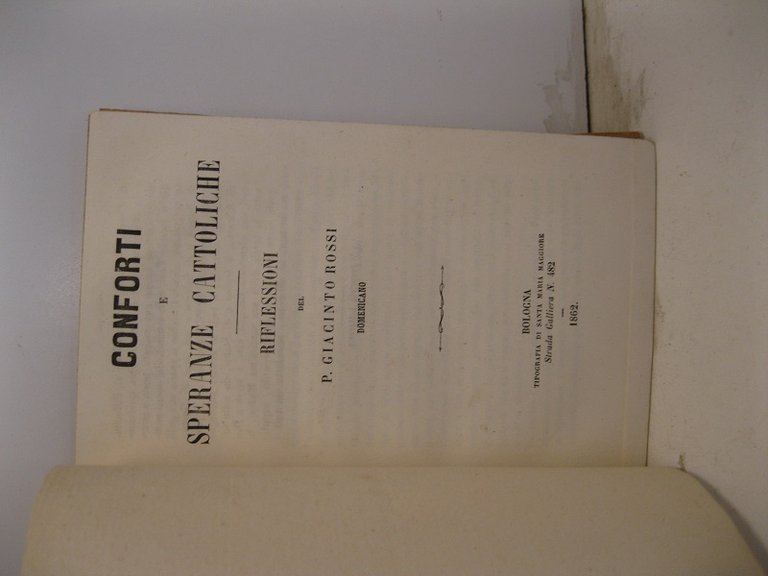 CONFORTI
E
SPERANZE CATTOLICHE
RIFLESSIONI
DEL
P. GIACINTO ROSSI
DOMENICANO
BOLOGNA
TIPOGRAFIA DI SANTA MARIA MAGGIORE
Strada Galliera N. 482
1862.